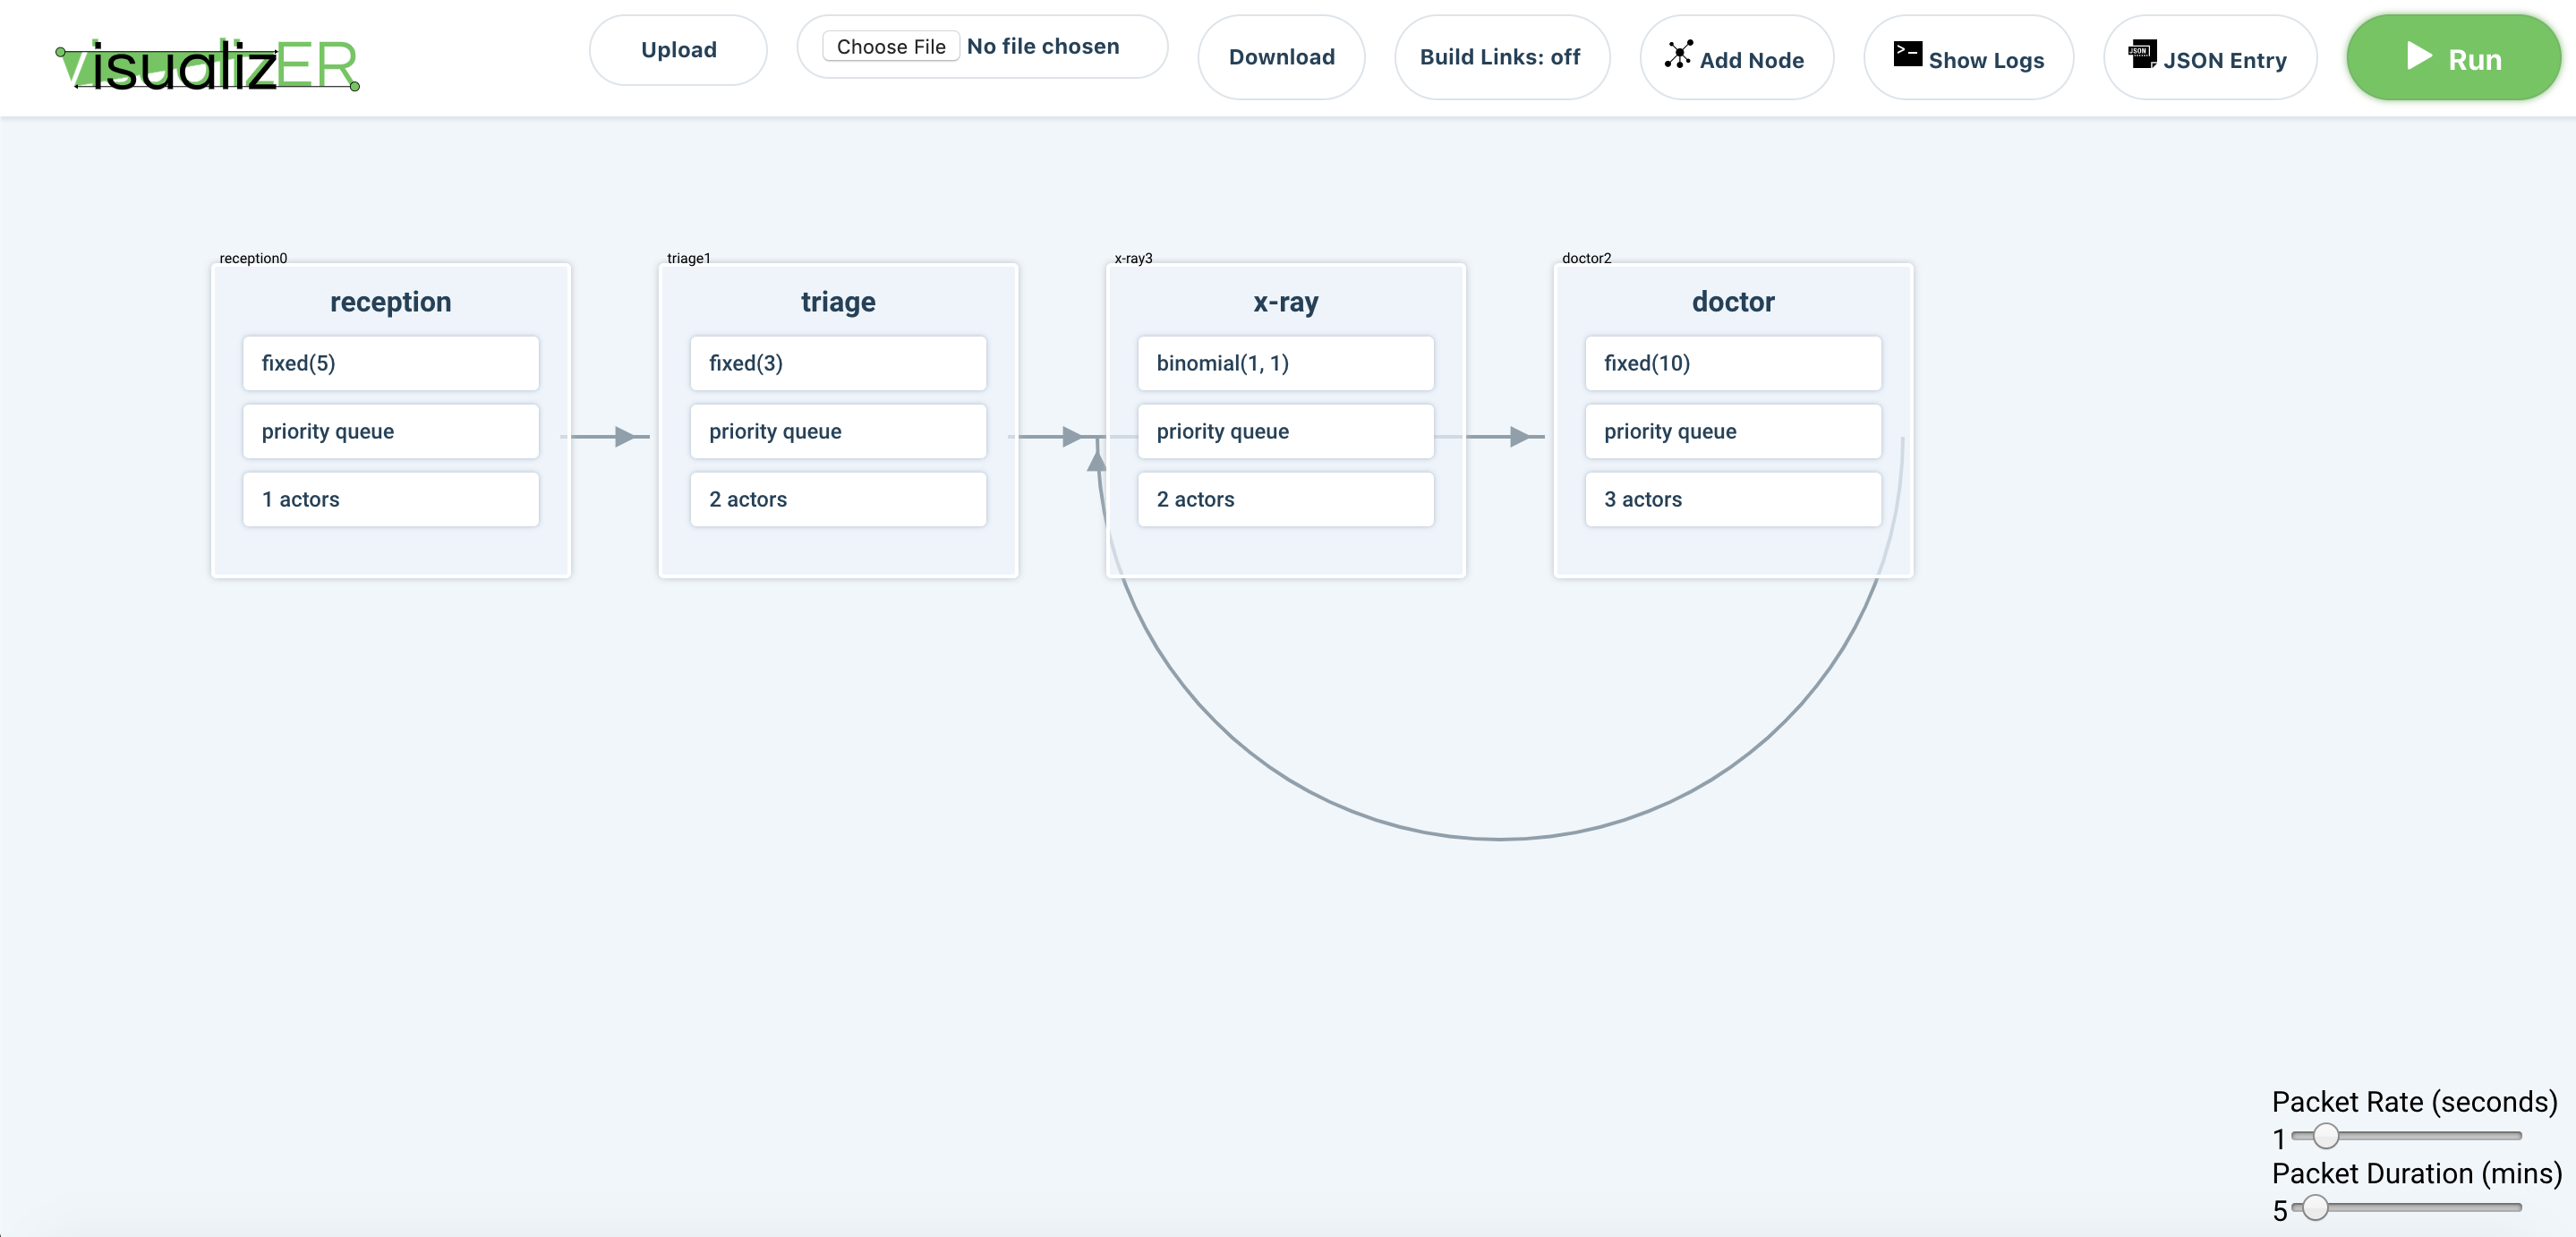 visualizER
Upload
Choose File No file chosen
Download
Build Links: off
Add Node
>_ Show Logs
JSON JSON Entry
Run
reception0
reception
fixed(5)
priority queue
1 actors
triage1
triage
fixed(3)
priority queue
2 actors
x-ray3
x-ray
binomial(1, 1)
priority queue
2 actors
doctor2
doctor
fixed(10)
priority queue
3 actors
Packet Rate (seconds)
1
Packet Duration (mins)
5